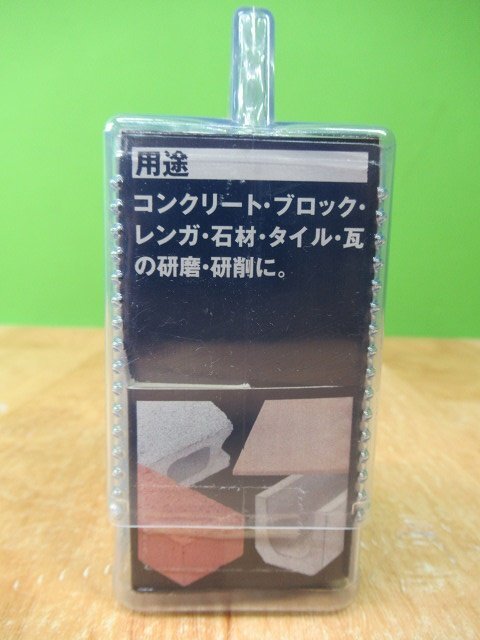 用途
コンクリート・ブロック・
レンガ・石材・タイル・瓦
の研磨・研削に。